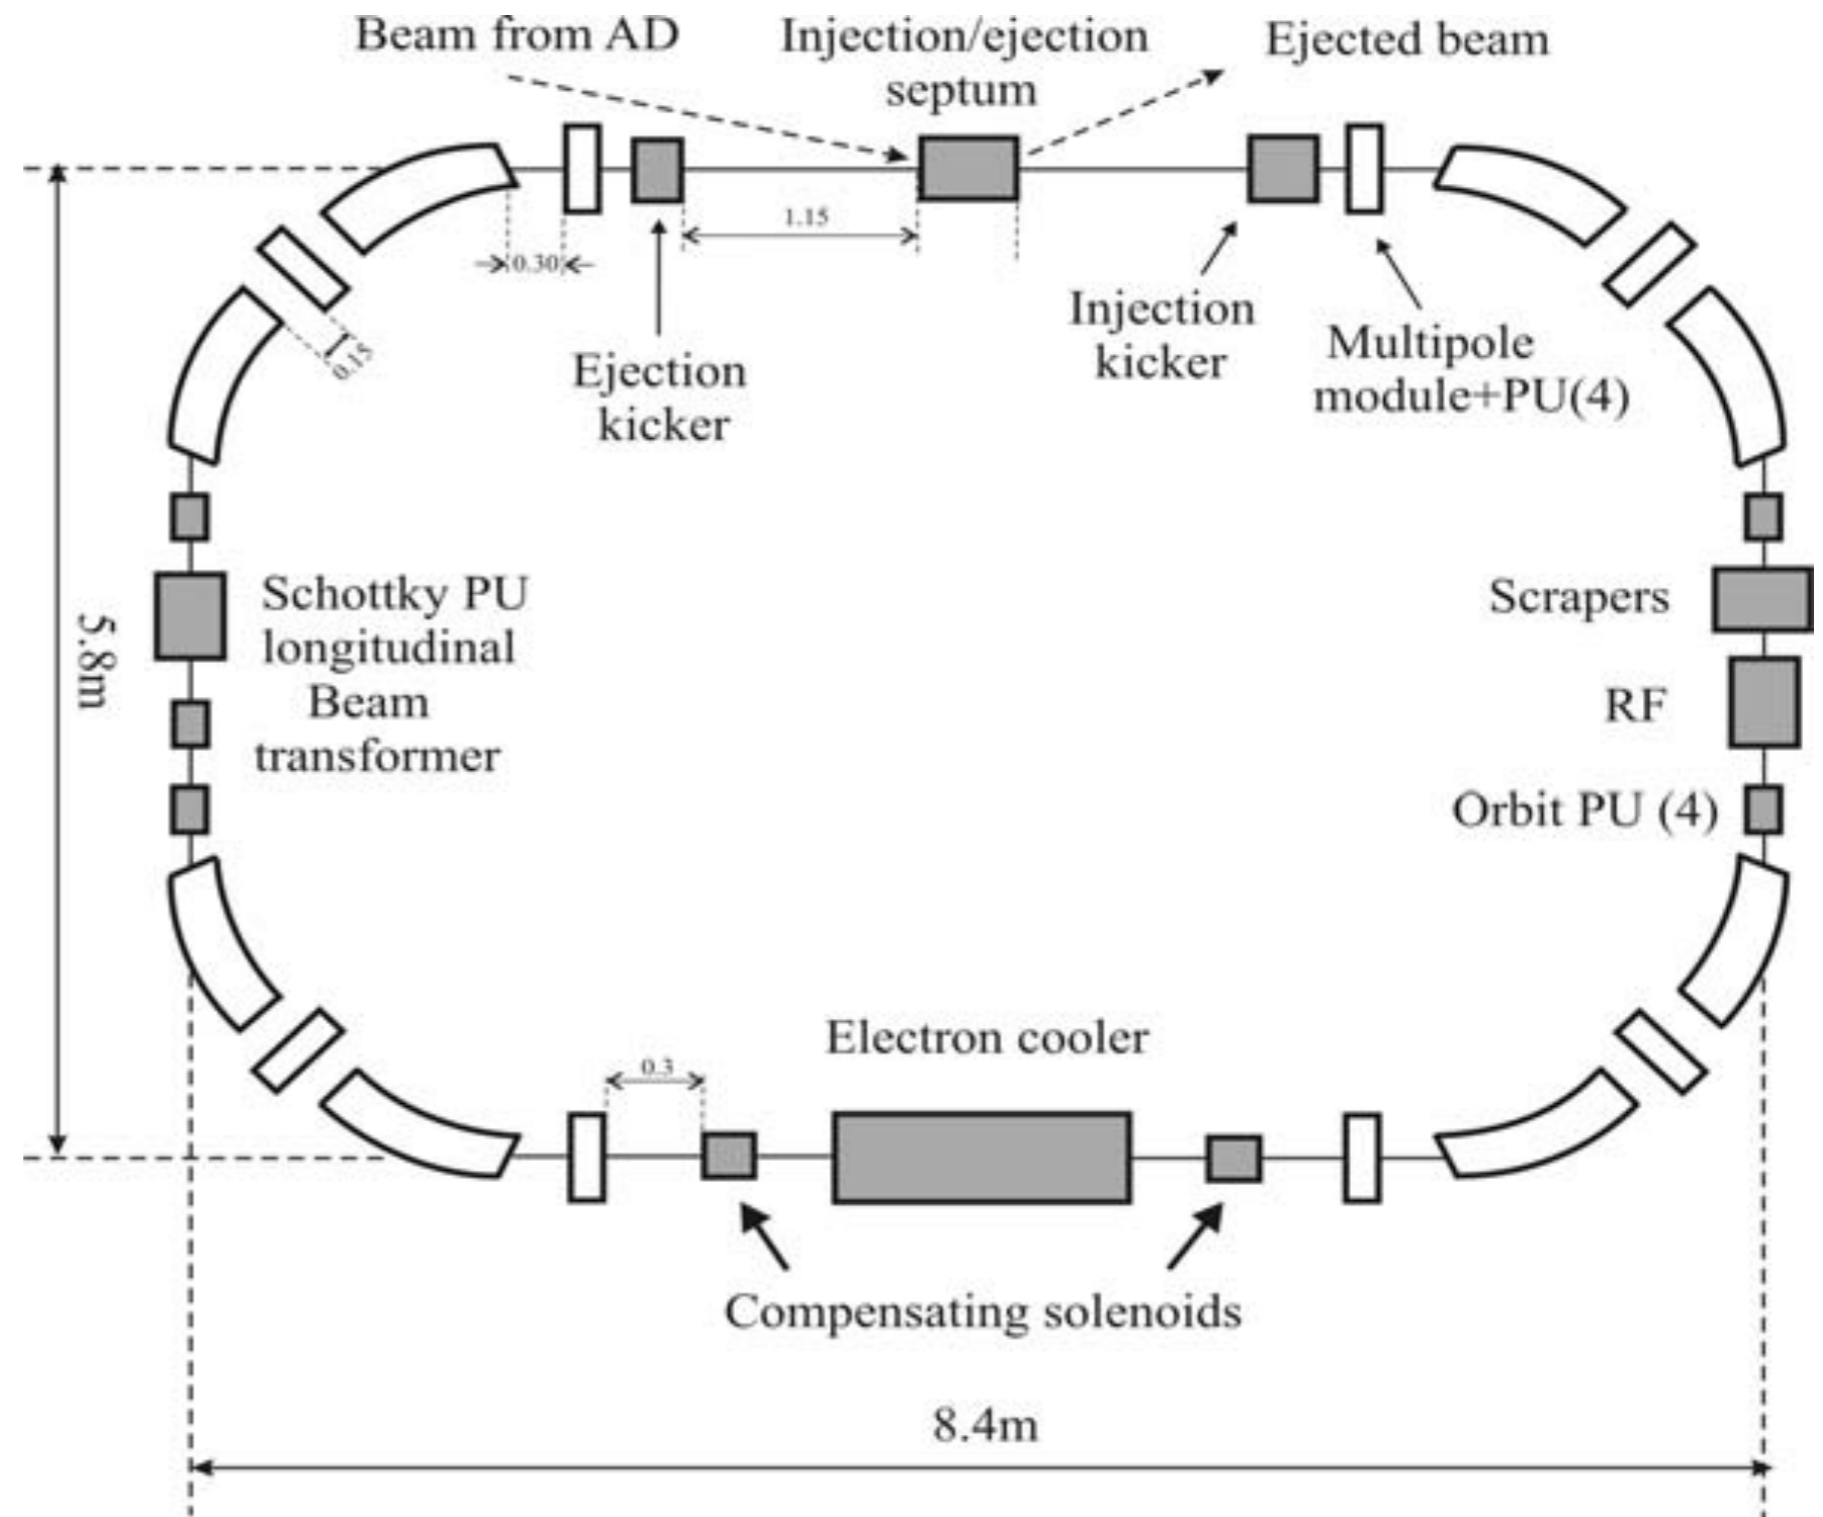 Beam from AD
Injection/ejection
septum
Ejected beam
1.15
0.30
0.15
Ejection
kicker
Injection
kicker
Multipole
module+PU(4)
5.8m
Schottky PU
longitudinal
Beam
transformer
Scrapers
RF
Orbit PU (4)
Electron cooler
0.3
Compensating solenoids
8.4m